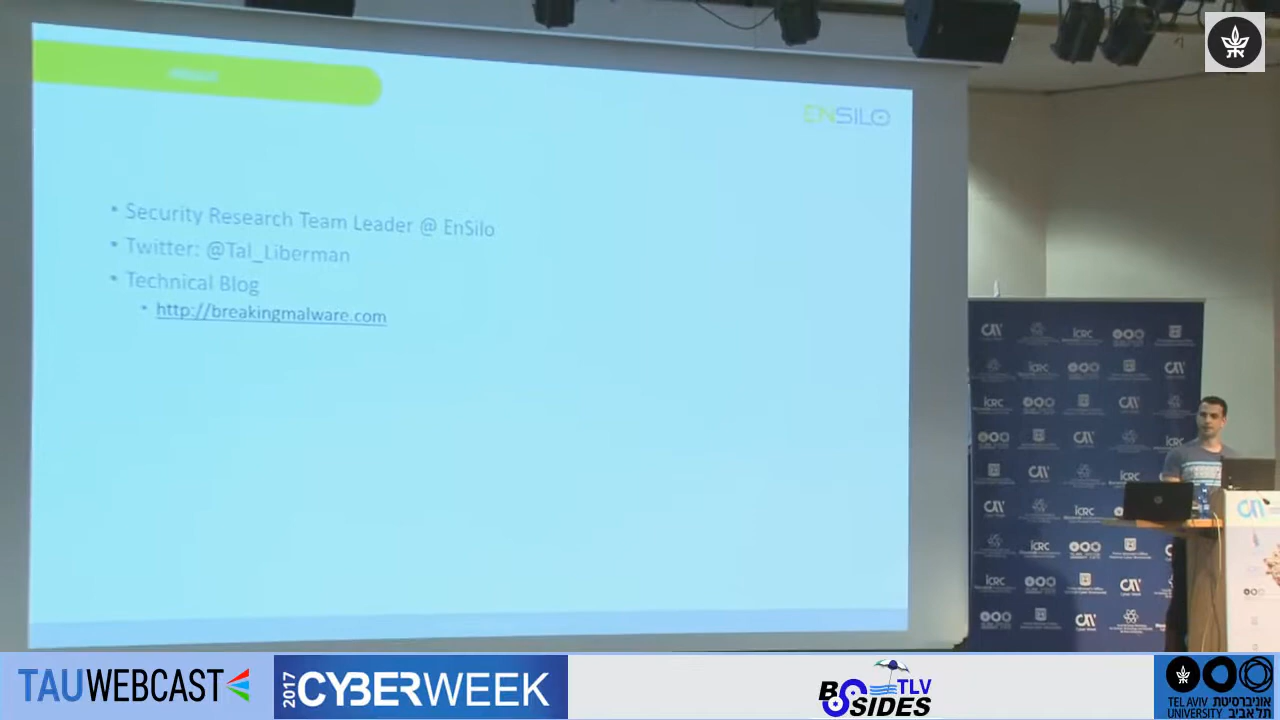 ENSILO
• Security Research Team Leader @ EnSilo
• Twitter: @Tal_Liberman
• Technical Blog
• http://breakingmalware.com
TAUWEBCAST
2017 CYBERWEEK
BSIDES TLV
TEL AVIV UNIVERSITY
אוניברסיטת תל אביב
iCRC